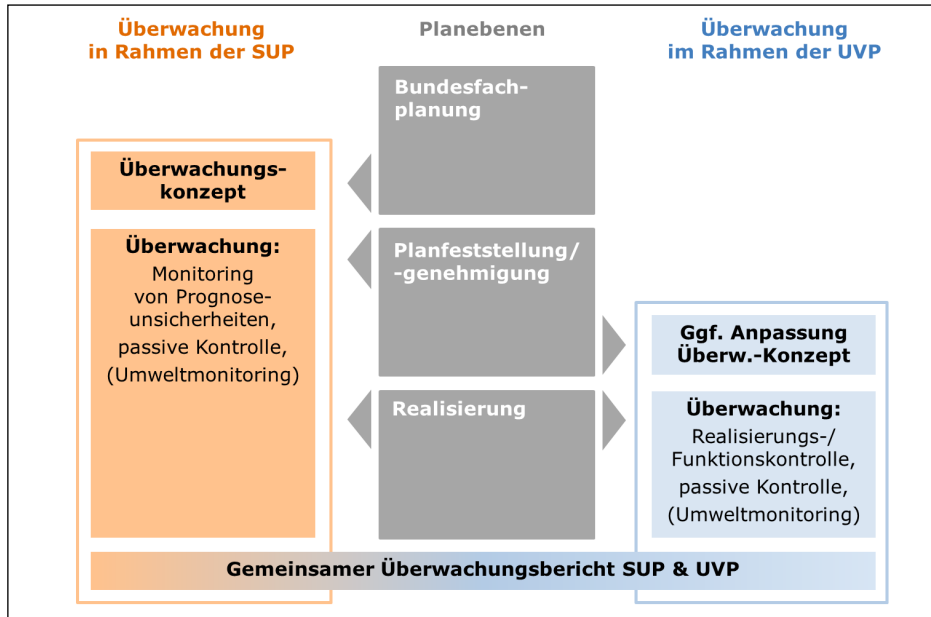 Überwachung
in Rahmen der SUP
Planebenen
Überwachung
im Rahmen der UVP
Bundesfach-
planung
Überwachungs-
konzept
Überwachung:
Monitoring
von Prognose-
unsicherheiten,
passive Kontrolle,
(Umweltmonitoring)
Planfeststellung/
-genehmigung
Ggf. Anpassung
Überw.-Konzept
Realisierung
Überwachung:
Realisierungs-/
Funktionskontrolle,
passive Kontrolle,
(Umweltmonitoring)
Gemeinsamer Überwachungsbericht SUP & UVP